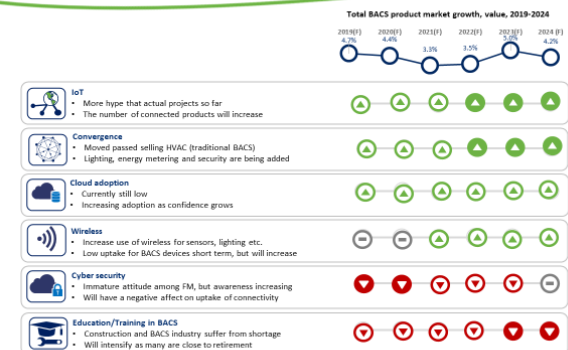 Total BACS product market growth, value, 2019-2024
2019(F) 2020(F) 2021(F) 2022(F) 2023(F) 2024 (F)
4.7% 4.4% 3.3% 3.5% 5.0% 4.2%
IoT
• More hype that actual projects so far
• The number of connected products will increase
Convergence
• Moved passed selling HVAC (traditional BACS)
• Lighting, energy metering and security are being added
Cloud adoption
• Currently still low
• Increasing adoption as confidence grows
Wireless
• Increase use of wireless for sensors, lighting etc.
• Low uptake for BACS devices short term, but will increase
Cyber security
• Immature attitude among FM, but awareness increasing
• Will have a negative affect on uptake of connectivity
Education/Training in BACS
• Construction and BACS industry suffer from shortage
• Will intensify as many are close to retirement